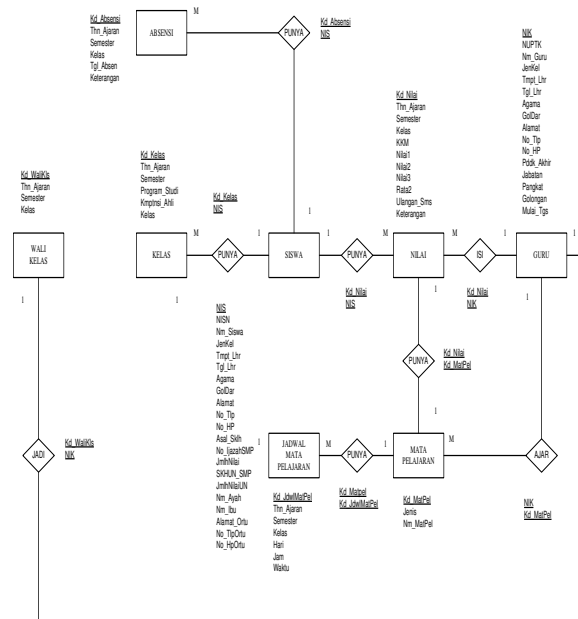 Kd_Absensi
Thn_Ajaran
Semester
Kelas
Tgl_Absen
Keterangan
ABSENSI
M
PUNYA
Kd_Absensi
NIS
1
NIK
NUPTK
Nm_Guru
JenKel
Tmpt_Lhr
Tgl_Lhr
Agama
GolDar
Alamat
No_Tlp
No_HP
Pddk_Akhir
Jabatan
Pangkat
Golongan
Mulai_Tgs
Kd_Nilai
Thn_Ajaran
Semester
Kelas
KKM
Nilai1
Nilai2
Nilai3
Rata2
Ulangan_Sms
Keterangan
Kd_WaliKls
Thn_Ajaran
Semester
Kelas
Kd_Kelas
Thn_Ajaran
Semester
Program_Studi
Kmptnsi_Ahli
Kelas
Kd_Kelas
NIS
WALI
KELAS
1
KELAS
M
1
PUNYA
1
SISWA
1
PUNYA
M
Kd_Nilai
NIS
NILAI
M
1
ISI
Kd_Nilai
NIK
1
GURU
1
1
NIS
NISN
Nm_Siswa
JenKel
Tmpt_Lhr
Tgl_Lhr
Agama
GolDar
Alamat
No_Tlp
No_HP
Asal_Sklh
No_IjazahSMP
JmlhNilai
SKHUN_SMP
JmlhNilaiUN
Nm_Ayah
Nm_Ibu
Alamat_Ortu
No_TlpOrtu
No_HpOrtu
PUNYA
Kd_Nilai
Kd_MatPel
1
JADI
Kd_WaliKls
NIK
1
JADWAL
MATA
PELAJARAN
M
PUNYA
1
Kd_Matpel
Kd_JdwlMatPel
MATA
PELAJARAN
M
AJAR
NIK
Kd_MatPel
Kd_JdwlMatPel
Thn_Ajaran
Semester
Kelas
Hari
Jam
Waktu
Kd_MatPel
Jenis
Nm_MatPel